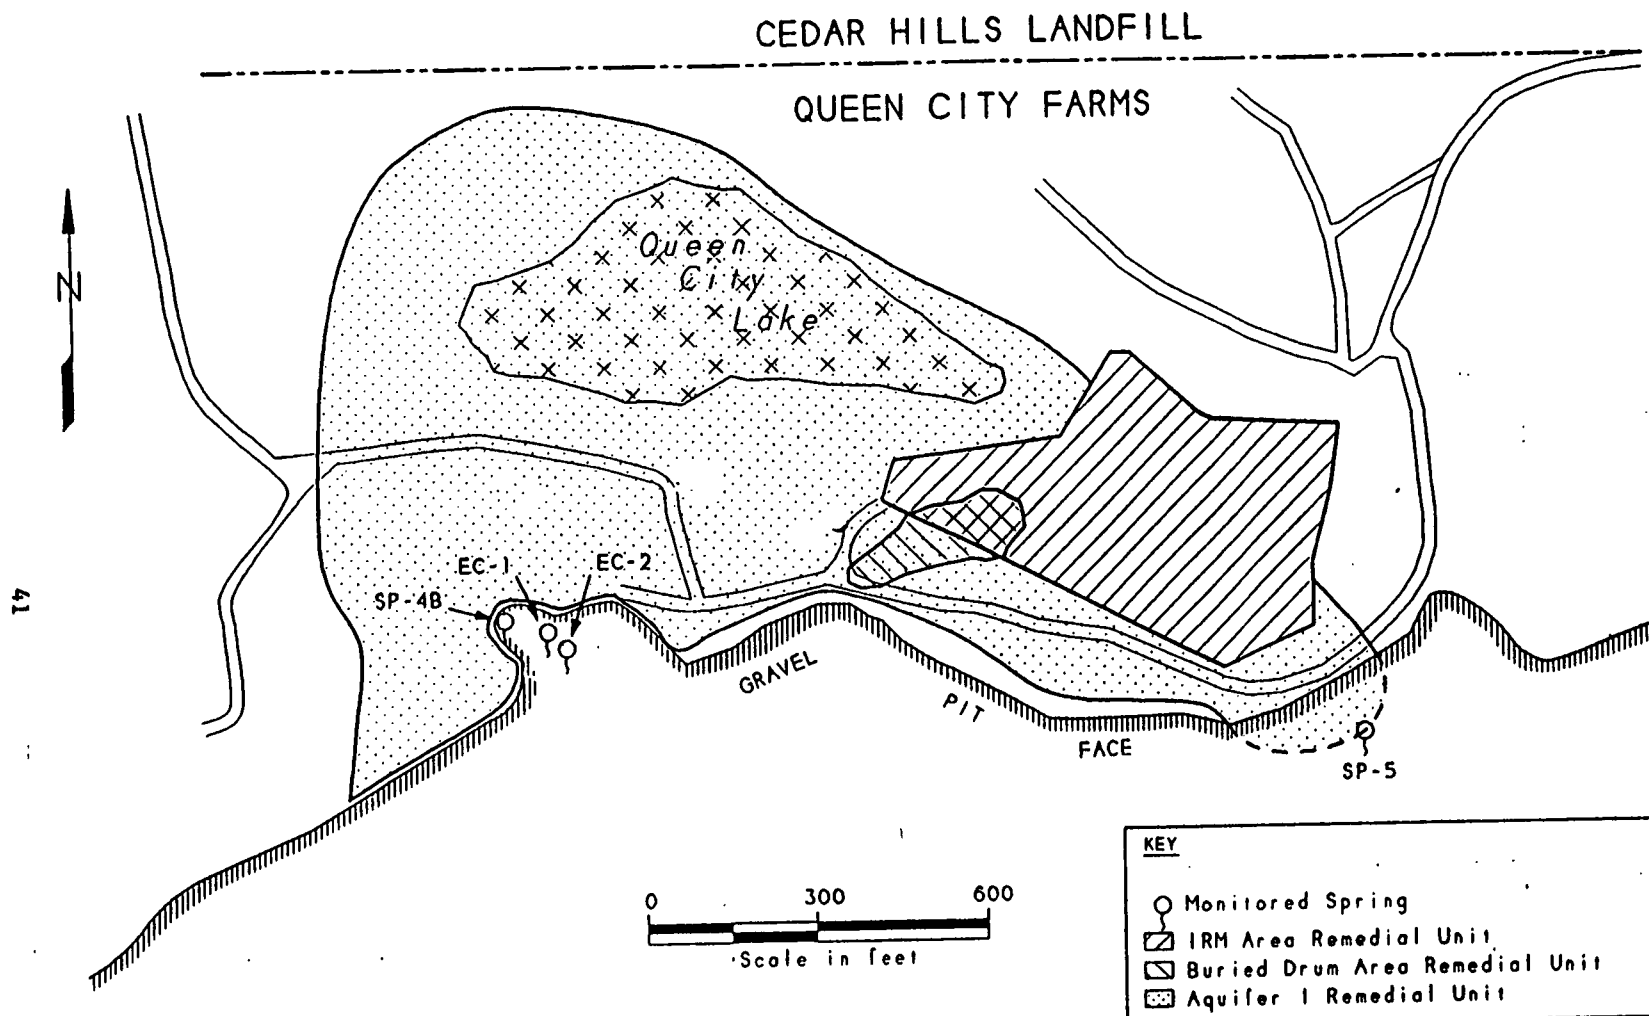 CEDAR HILLS LANDFILL
QUEEN CITY FARMS
N
Queen
City
Lake
EC-1
EC-2
SP-4B
GRAVEL
PIT
FACE
SP-5
41
0 300 600
Scale in feet
KEY
Monitored Spring
IRM Area Remedial Unit
Buried Drum Area Remedial Unit
Aquifer 1 Remedial Unit